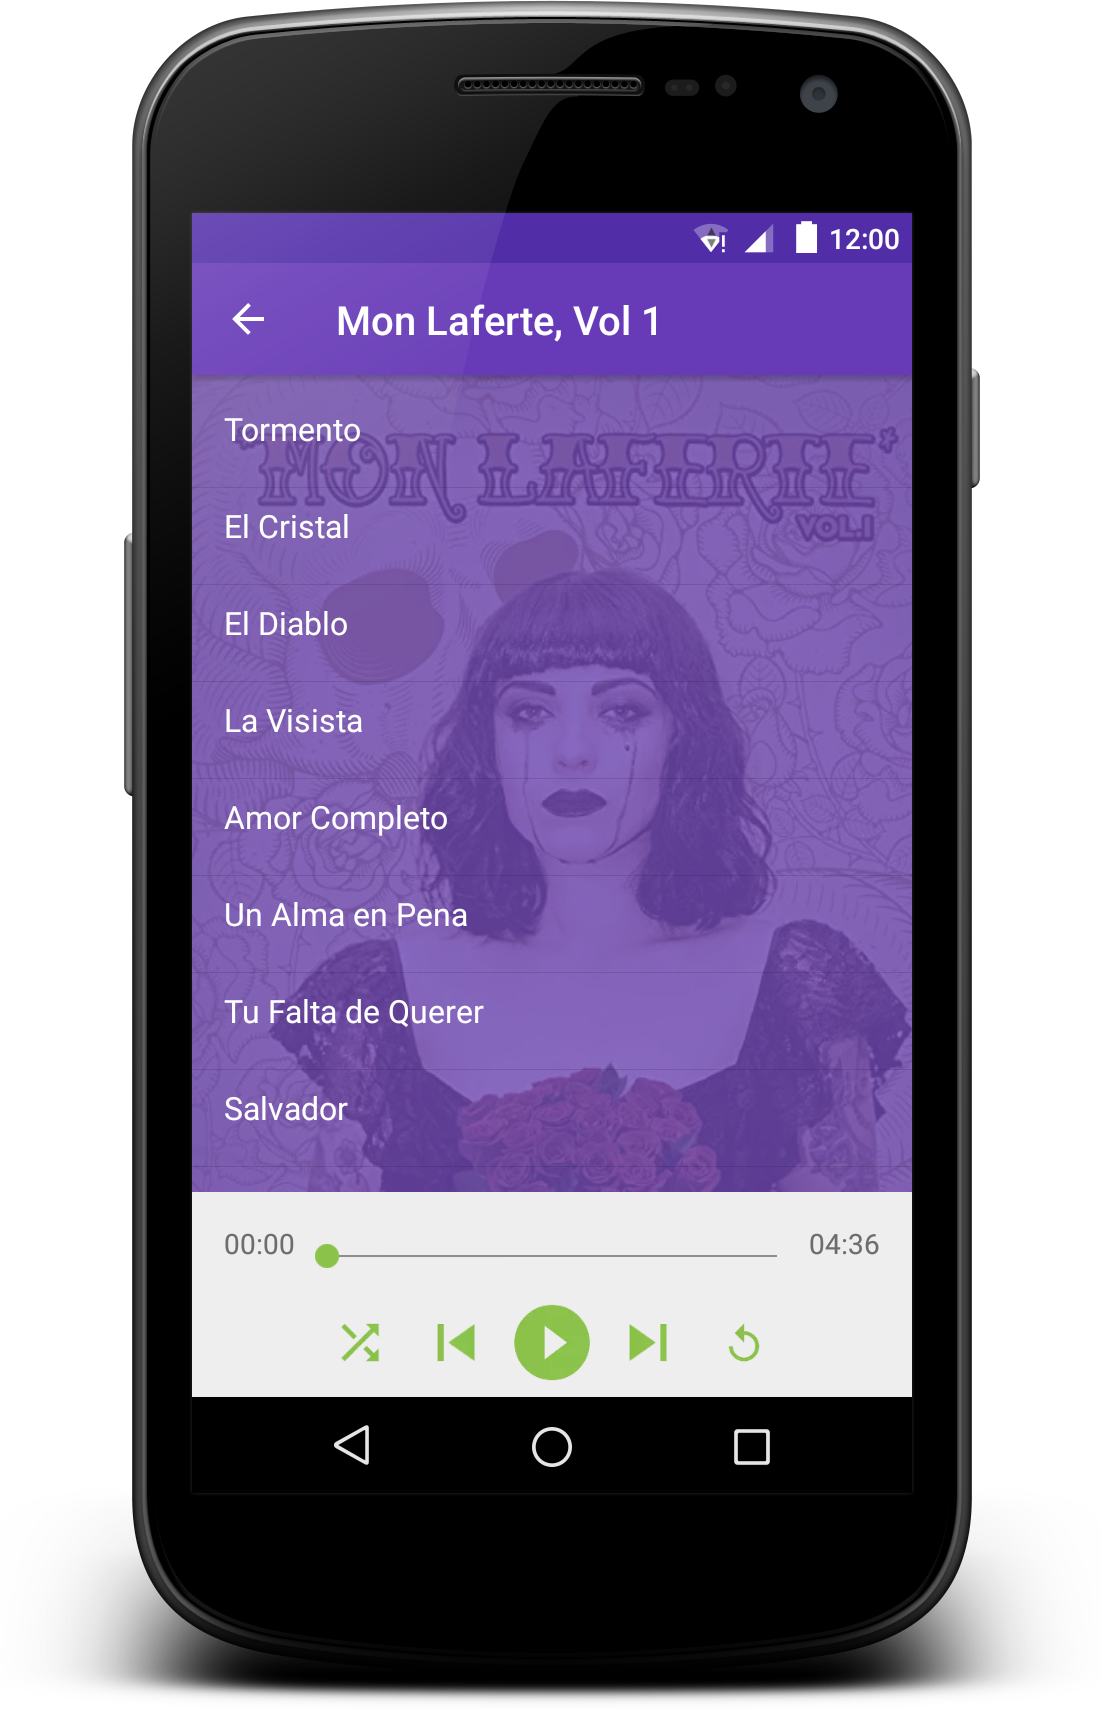 12:00
Mon Laferte, Vol 1
Tormento
MON LAFERTE
VOL.I
El Cristal
El Diablo
La Visista
Amor Completo
Un Alma en Pena
Tu Falta de Querer
Salvador
00:00
04:36